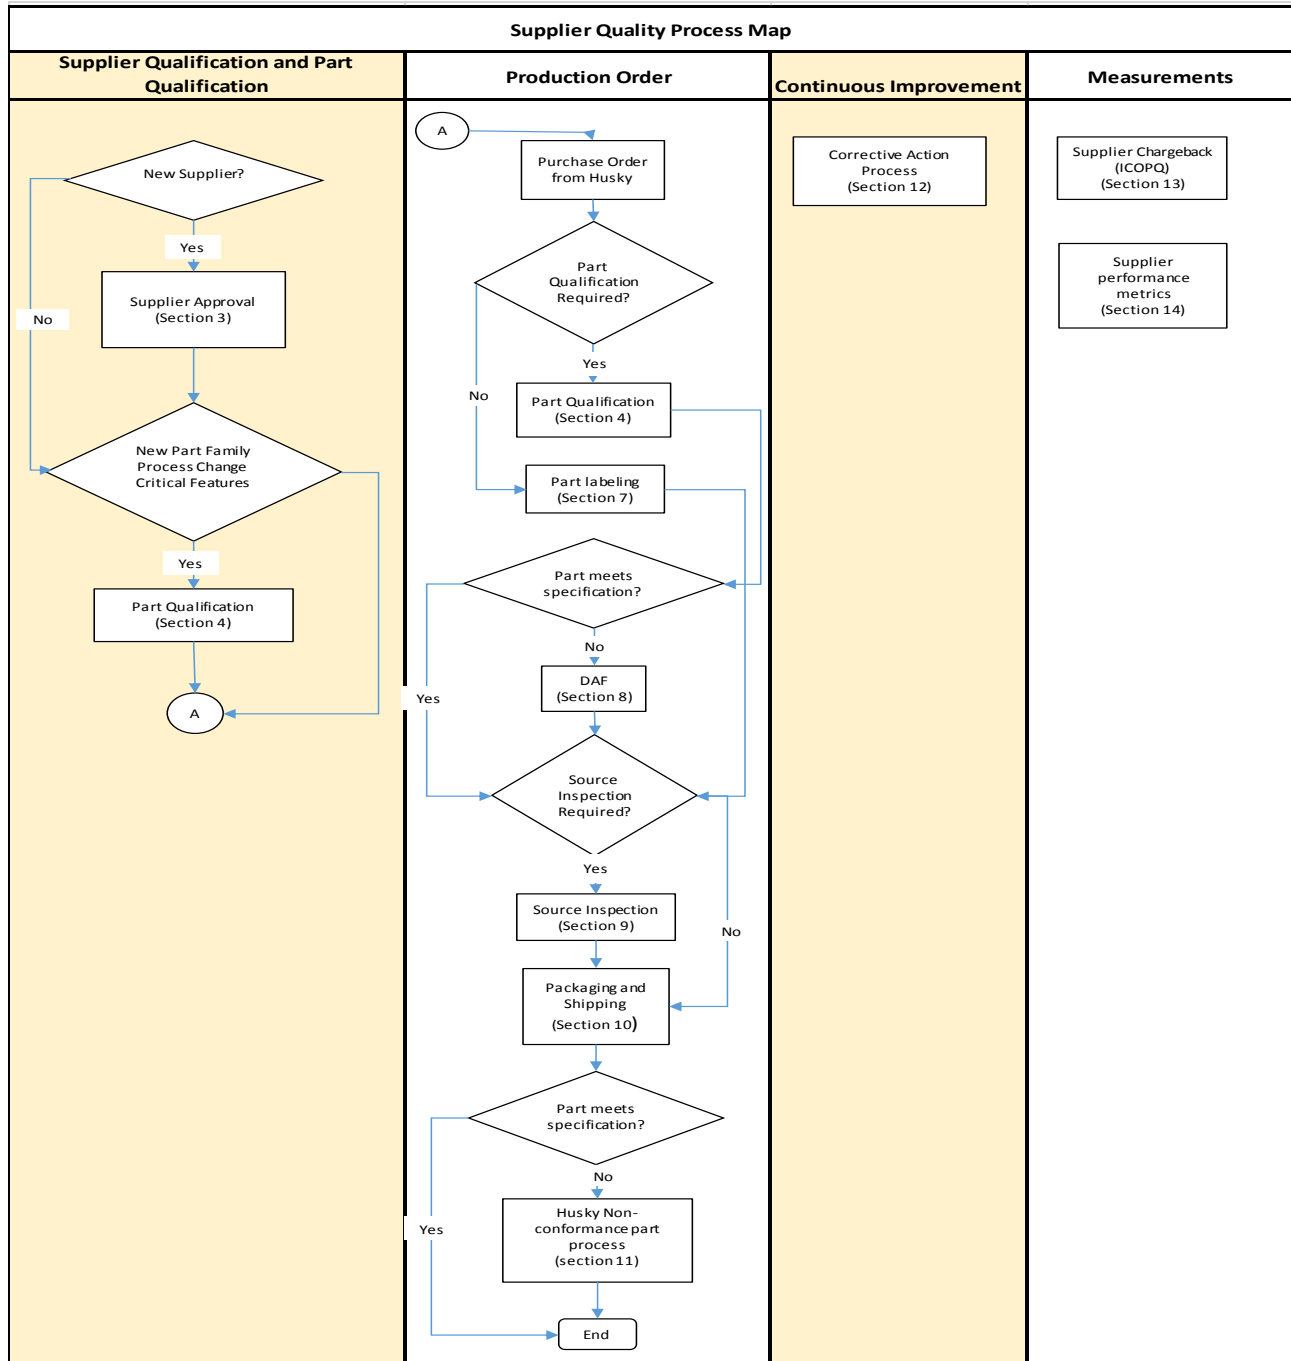 Supplier Quality Process Map
Supplier Qualification and Part
Qualification
Production Order
Continuous Improvement
Measurements
New Supplier?
Yes
No
Supplier Approval
(Section 3)
New Part Family
Process Change
Critical Features
Yes
Part Qualification
(Section 4)
A
A
Purchase Order
from Husky
Part
Qualification
Required?
Yes
No
Part Qualification
(Section 4)
Part labeling
(Section 7)
Part meets
specification?
No
Yes
DAF
(Section 8)
Source
Inspection
Required?
Yes
No
Source Inspection
(Section 9)
Packaging and
Shipping
(Section 10)
Part meets
specification?
No
Yes
Husky Non-
conformance part
process
(section 11)
End
Corrective Action
Process
(Section 12)
Supplier Chargeback
(ICOPQ)
(Section 13)
Supplier
performance
metrics
(Section 14)